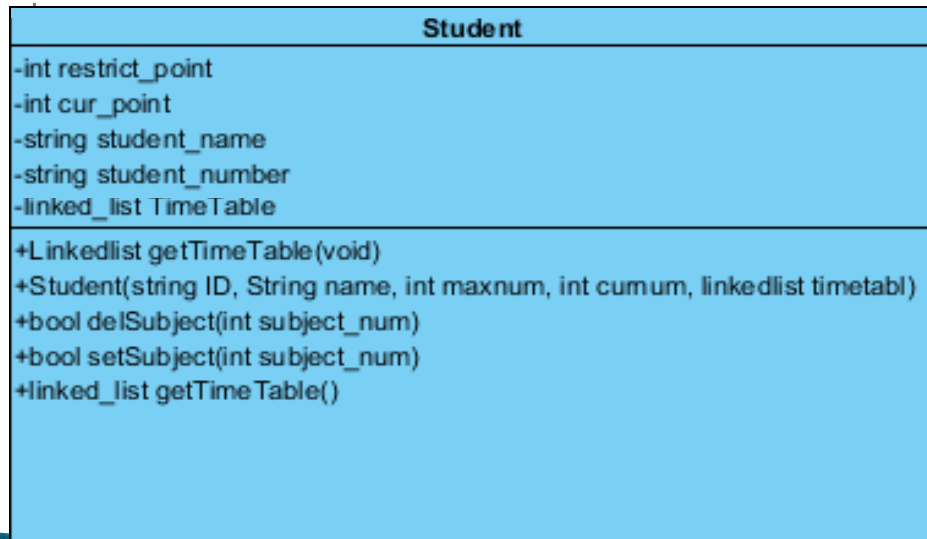 Student
-int restrict_point
-int cur_point
-string student_name
-string student_number
-linked_list TimeTable
+Linkedlist getTimeTable(void)
+Student(string ID, String name, int maxnum, int curnum, linkedlist timetabl)
+bool delSubject(int subject_num)
+bool setSubject(int subject_num)
+linked_list getTimeTable()